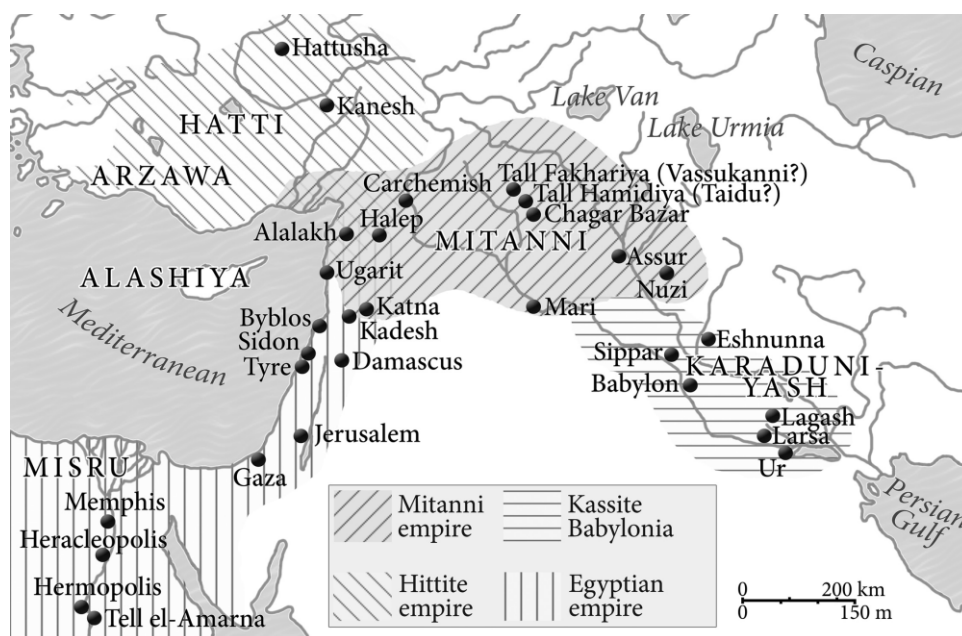 Hattusha
Caspian
Lake Van
Kanesh
HATTI
Lake Urmia
ARZAWA
Tall Fakhariya (Vassukanni?)
Carchemish
Tall Hamidiya (Taidu?)
Chagar Bazar
Halep
Alalakh
MITANNI
Assur
ALASHIYA
Ugarit
Nuzi
Mediterranean
Katna
Mari
Byblos
Kadesh
Sidon
Eshnunna
Tyre
Damascus
Sippar
KARADUNI-
YASH
Babylon
Lagash
Jerusalem
Larsa
MISRU
Gaza
Ur
Persian
Gulf
Memphis
Heracleopolis
Hermopolis
Tell el-Amarna
Mitanni
empire
Kassite
Babylonia
Hittite
empire
Egyptian
empire
0 200 km
0 150 m